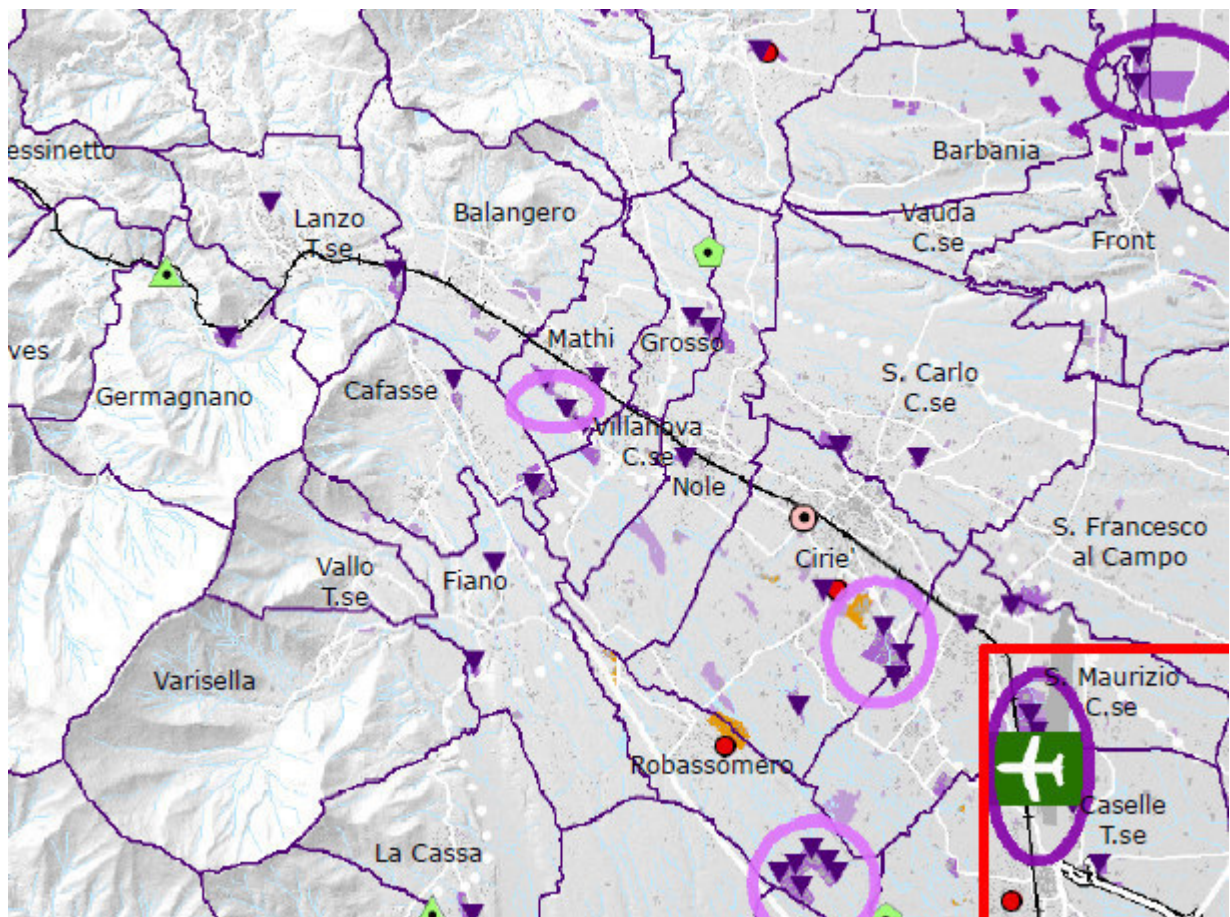 essinetto
Barbania
Lanzo
T.se
Balangero
Vauda
C.se
Front
ves
Mathi
Grosso
Germagnano
Cafasse
S. Carlo
C.se
Villanova
C.se
Nole
S. Francesco
al Campo
Cirie'
Vallo
T.se
Fiano
Varisella
S. Maurizio
C,se
Robassomero
Caselle
T.se
La Cassa